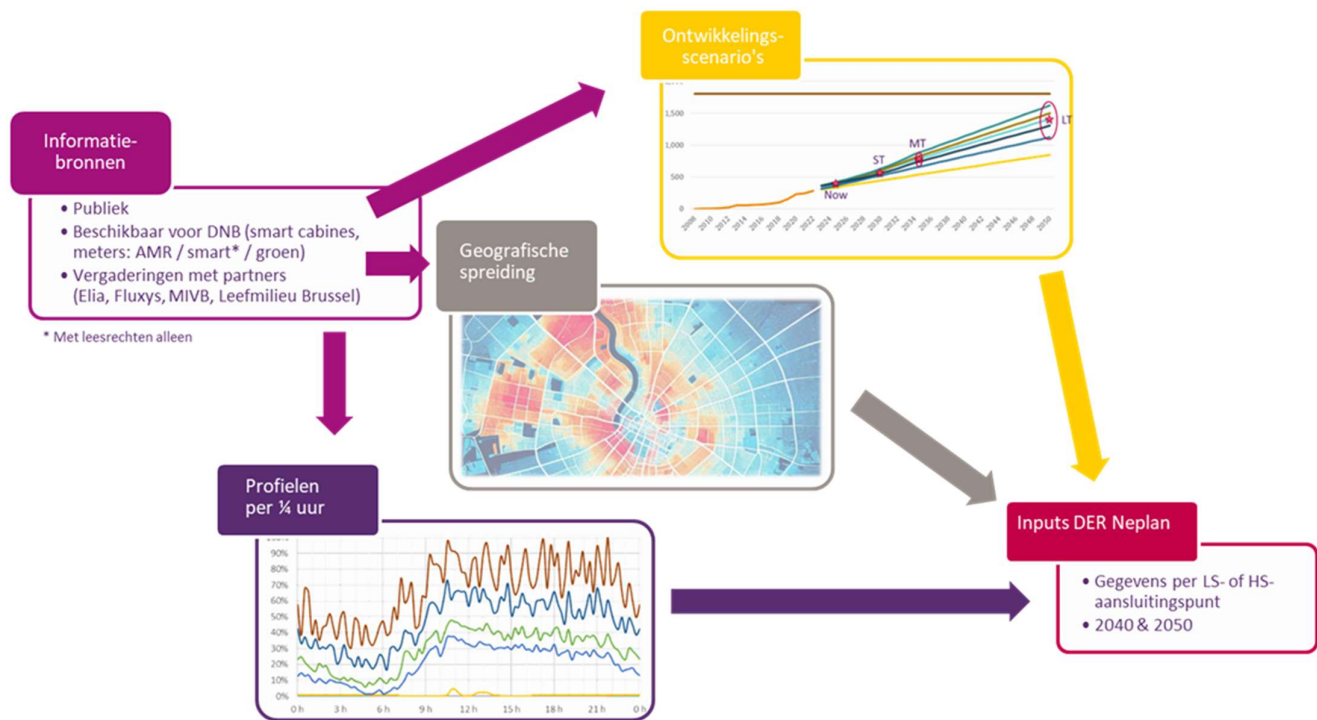 Informatie-
bronnen
• Publiek
• Beschikbaar voor DNB (smart cabines,
meters: AMR / smart* / groen)
• Vergaderingen met partners
(Elia, Fluxys, MIVB, Leefmilieu Brussel)
* Met leesrechten alleen
Ontwikkelings-
scenario's
1,500
1,000
500
0
Now
ST
MT
LT
2008 2010 2012 2014 2016 2018 2020 2022 2024 2026 2028 2030 2032 2034 2036 2038 2040 2042 2044 2046 2048 2050
Geografische
spreiding
Profielen
per ¼ uur
90%
80%
70%
60%
50%
40%
30%
20%
10%
0%
0 h 3 h 6 h 9 h 12 h 15 h 18 h 21 h 0 h
Inputs DER Neplan
• Gegevens per LS- of HS-
aansluitingspunt
• 2040 & 2050